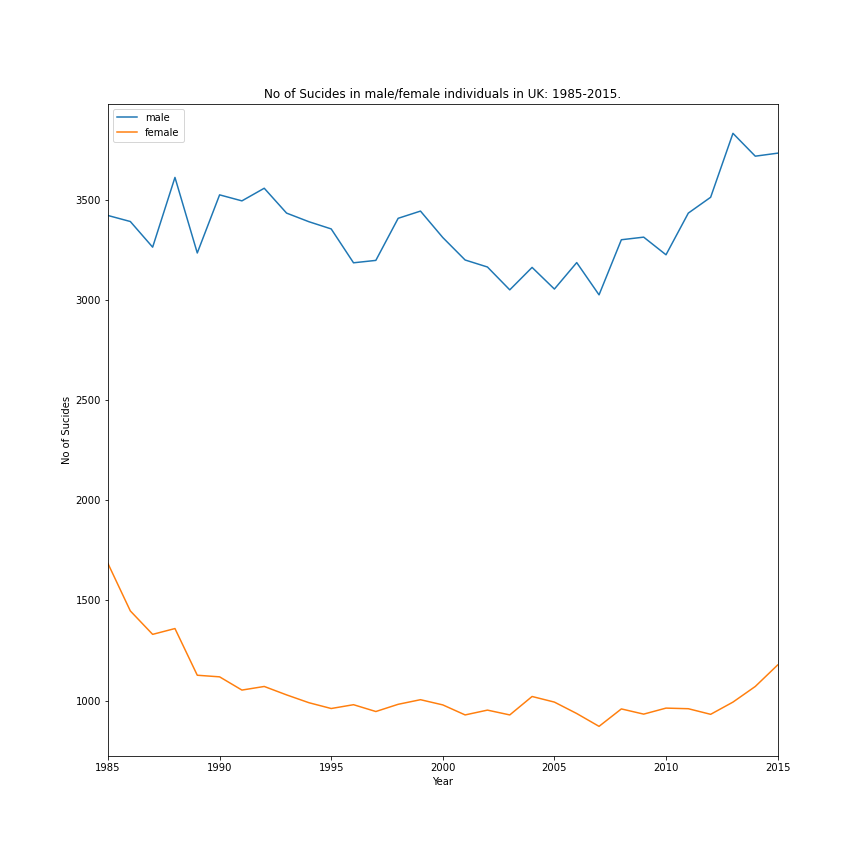 No of Sucides in male/female individuals in UK: 1985-2015.
male
female
3500
3000
2500
2000
1500
1000
No of Sucides
1985 1990 1995 2000 2005 2010 2015
Year